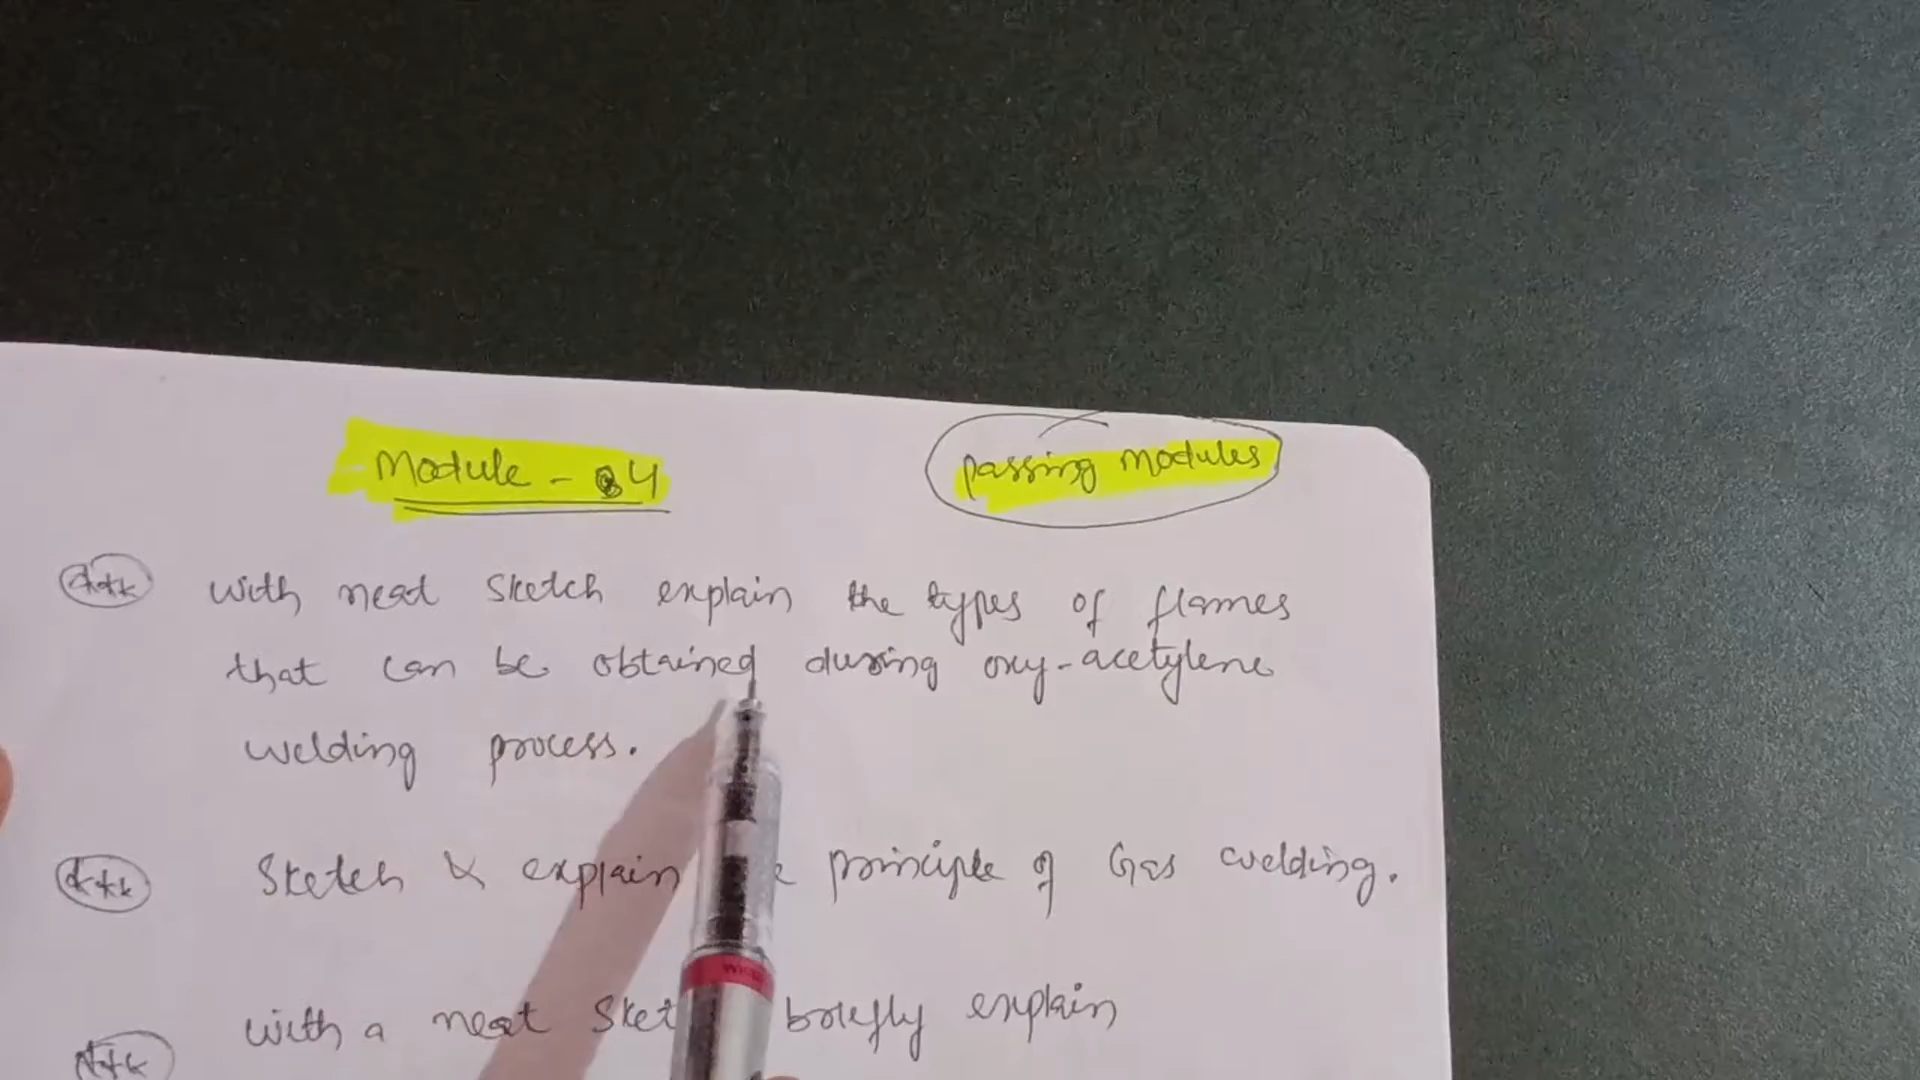 Module - 4
passing modules
*** with neat sketch explain the types of flames
that can be obtained during oxy-acetylene
welding process.
*** Sketch & explain principle of Gas welding.
*** with a neat briefly explain